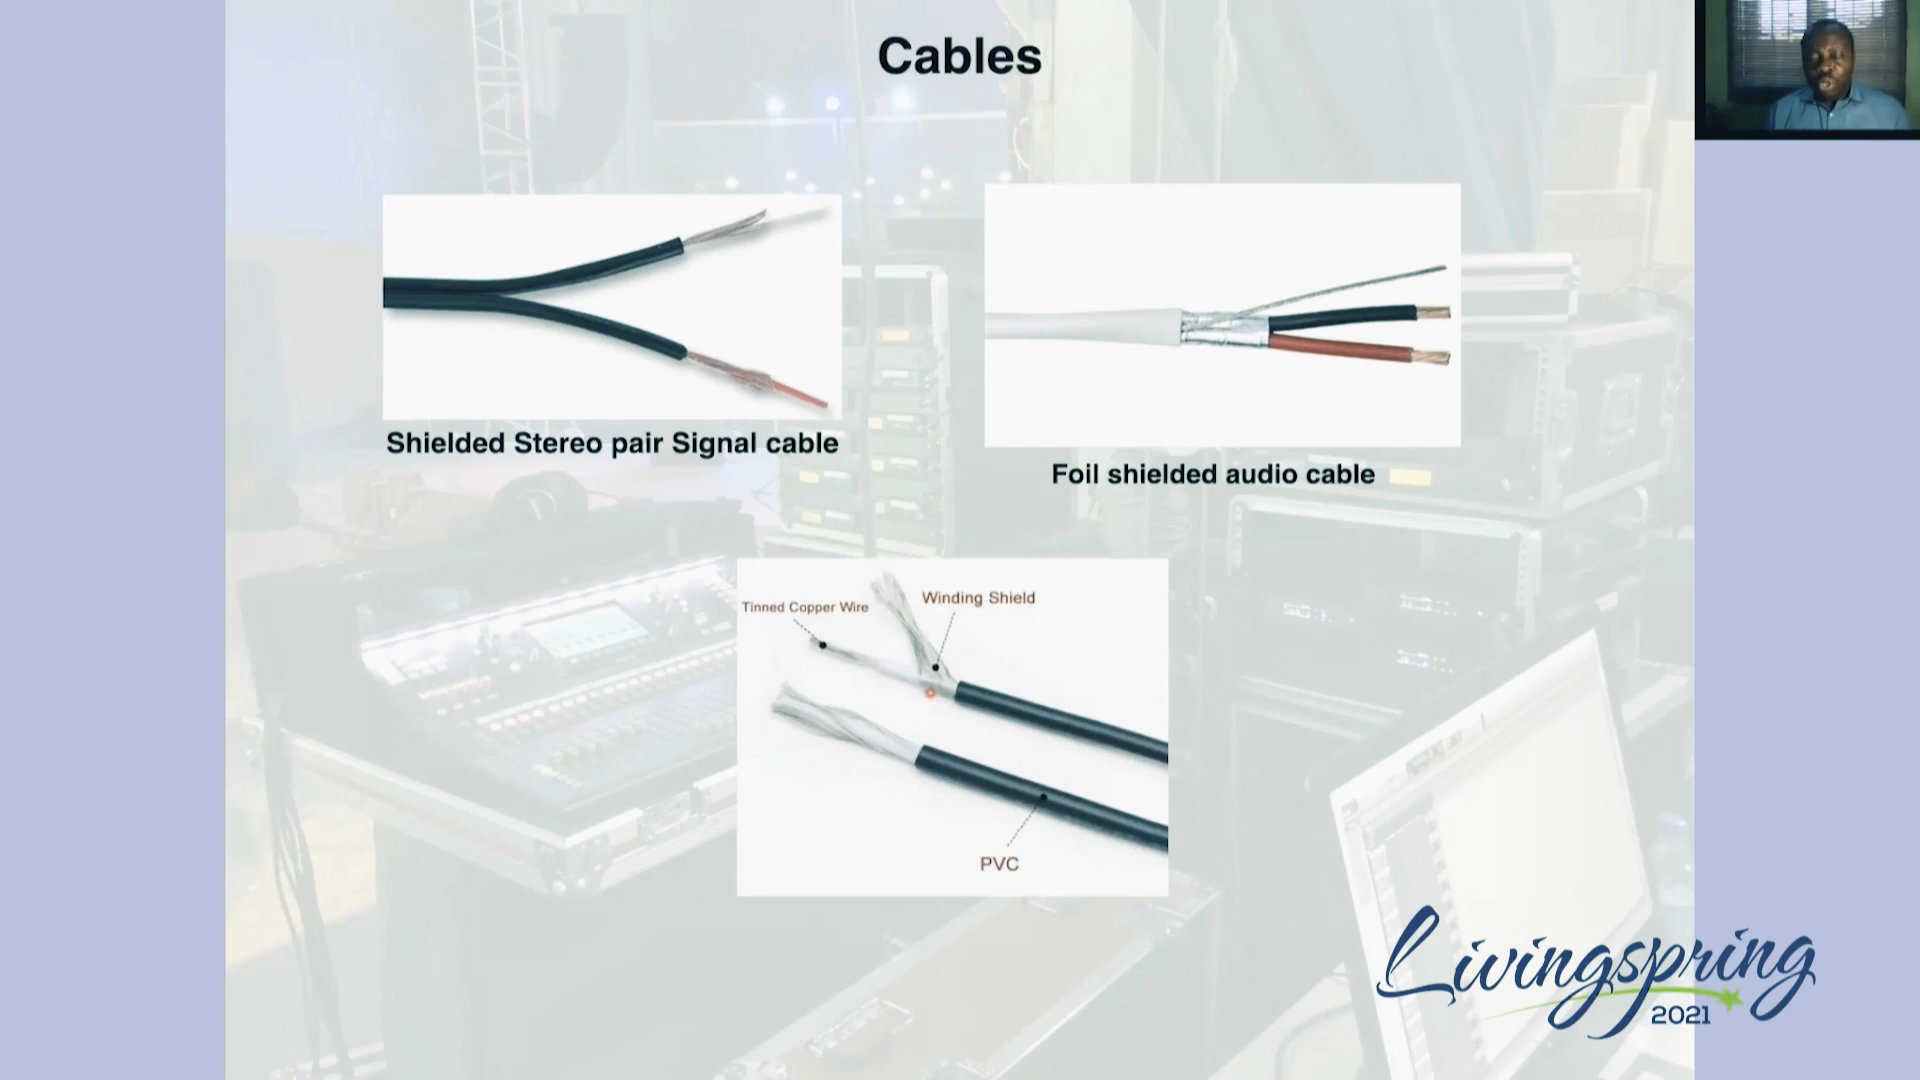 Cables
Shielded Stereo pair Signal cable
Foil shielded audio cable
Tinned Copper Wire
Winding Shield
PVC
Livingspring
2021